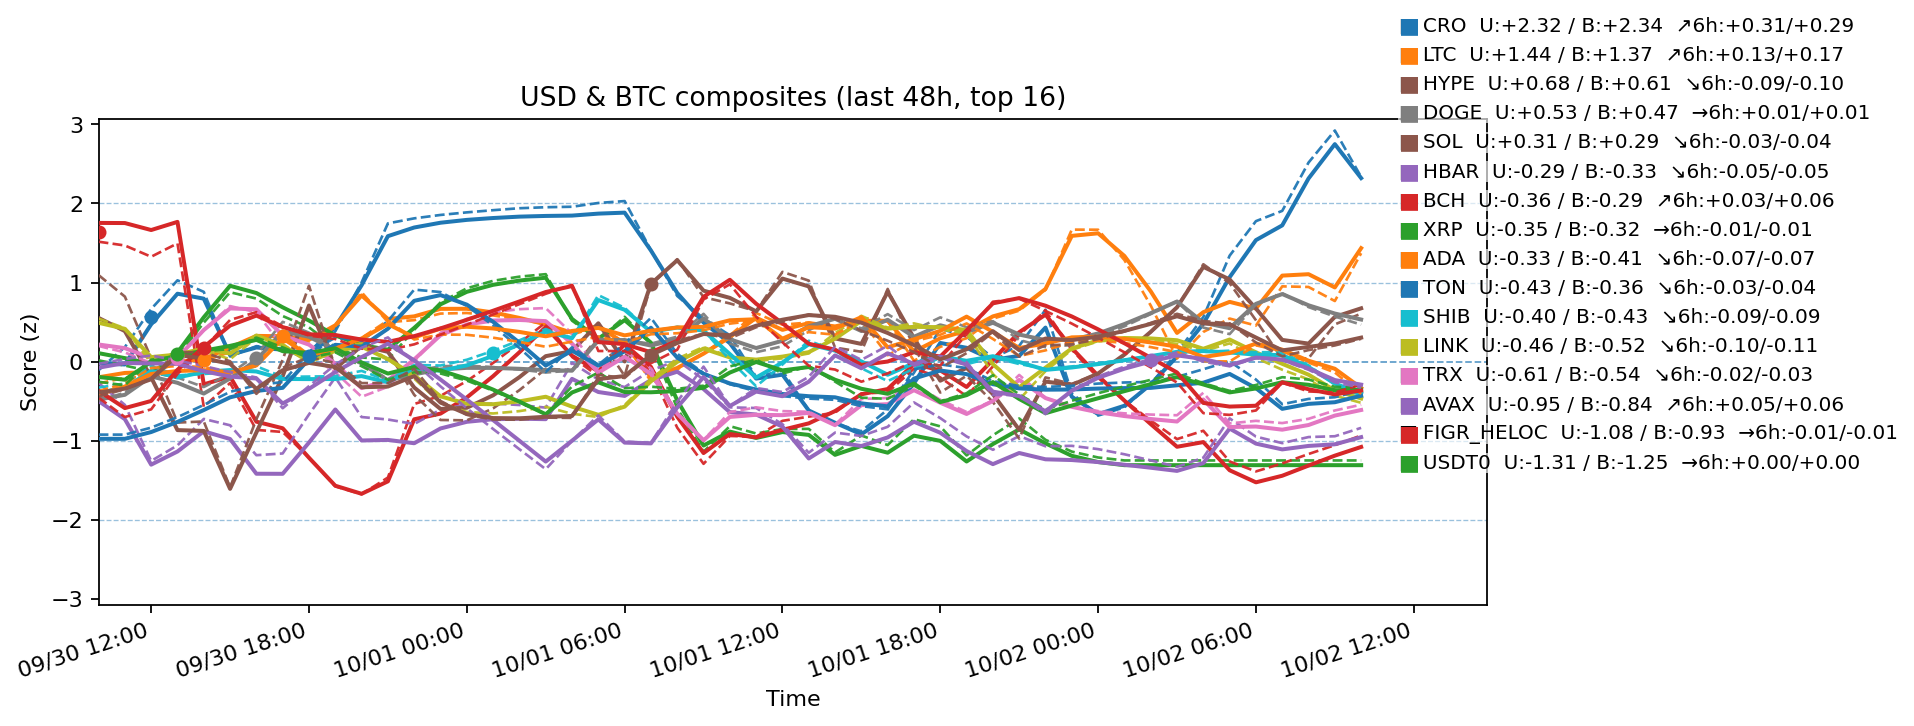 CRO  U:+2.32 / B:+2.34  ↗6h:+0.31/+0.29
LTC  U:+1.44 / B:+1.37  ↗6h:+0.13/+0.17
HYPE  U:+0.68 / B:+0.61  ↘6h:-0.09/-0.10
DOGE  U:+0.53 / B:+0.47  →6h:+0.01/+0.01
SOL  U:+0.31 / B:+0.29  ↘6h:-0.03/-0.04
HBAR  U:-0.29 / B:-0.33  ↘6h:-0.05/-0.05
BCH  U:-0.36 / B:-0.29  ↗6h:+0.03/+0.06
XRP  U:-0.35 / B:-0.32  →6h:-0.01/-0.01
ADA  U:-0.33 / B:-0.41  ↘6h:-0.07/-0.07
TON  U:-0.43 / B:-0.36  ↘6h:-0.03/-0.04
SHIB  U:-0.40 / B:-0.43  ↘6h:-0.09/-0.09
LINK  U:-0.46 / B:-0.52  ↘6h:-0.10/-0.11
TRX  U:-0.61 / B:-0.54  ↘6h:-0.02/-0.03
AVAX  U:-0.95 / B:-0.84  ↗6h:+0.05/+0.06
FIGR_HELOC  U:-1.08 / B:-0.93  →6h:-0.01/-0.01
USDT0  U:-1.31 / B:-1.25  →6h:+0.00/+0.00
USD & BTC composites (last 48h, top 16)
3
2
1
0
−1
−2
−3
Score (z)
09/30 12:00
09/30 18:00
10/01 00:00
10/01 06:00
10/01 12:00
10/01 18:00
10/02 00:00
10/02 06:00
10/02 12:00
Time